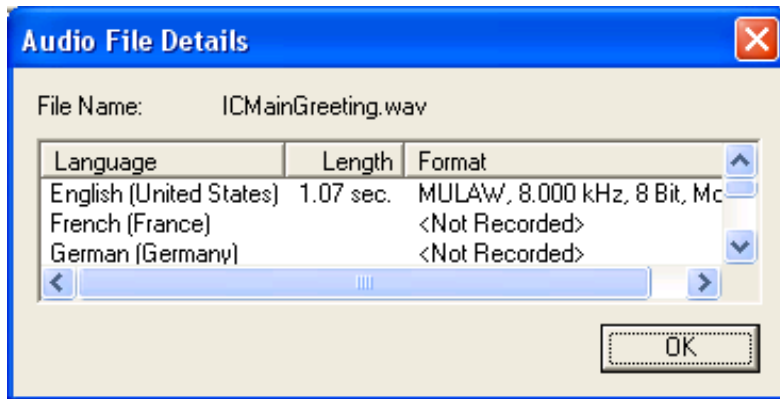 Audio File Details
File Name: ICMainGreeting.wav
Language Length Format
English (United States) 1.07 sec. MULAW, 8.000 kHz, 8 Bit, Mc
French (France) <Not Recorded>
German (Germany) <Not Recorded>
OK